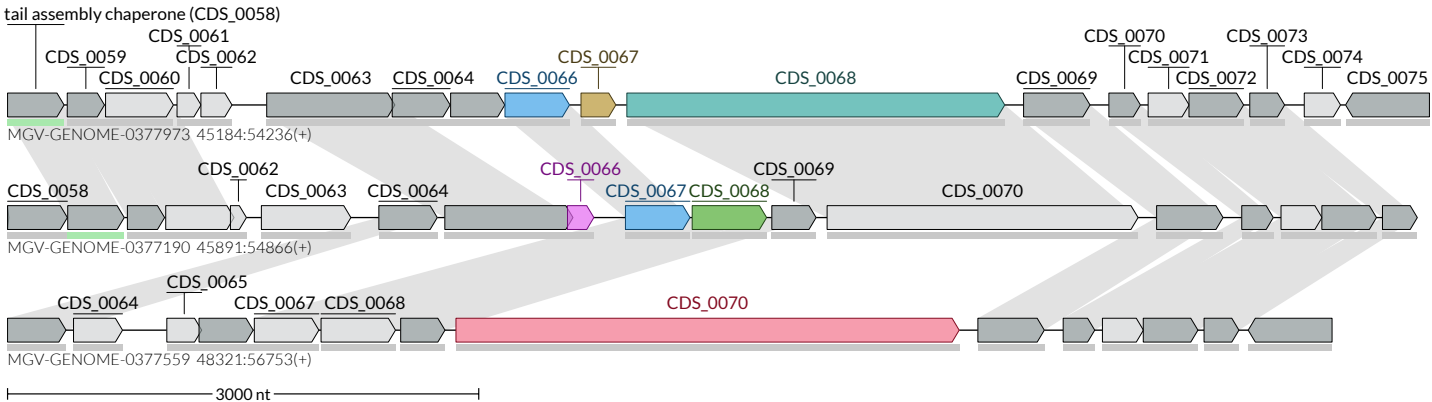 tail assembly chaperone (CDS_0058)
CDS_0061 CDS_0070 CDS_0073
CDS_0059 CDS_0062 CDS_0067 CDS_0071 CDS_0074
CDS_0060 CDS_0063 CDS_0064 CDS_0066 CDS_0068 CDS_0069 CDS_0072 CDS_0075
MGV-GENOME-0377973 45184:54236(+)
CDS_0062 CDS_0066 CDS_0069
CDS_0058 CDS_0063 CDS_0064 CDS_0067 CDS_0068 CDS_0070
MGV-GENOME-0377190 45891:54866(+)
CDS_0065
CDS_0064 CDS_0067 CDS_0068 CDS_0070
MGV-GENOME-0377559 48321:56753(+)
3000 nt